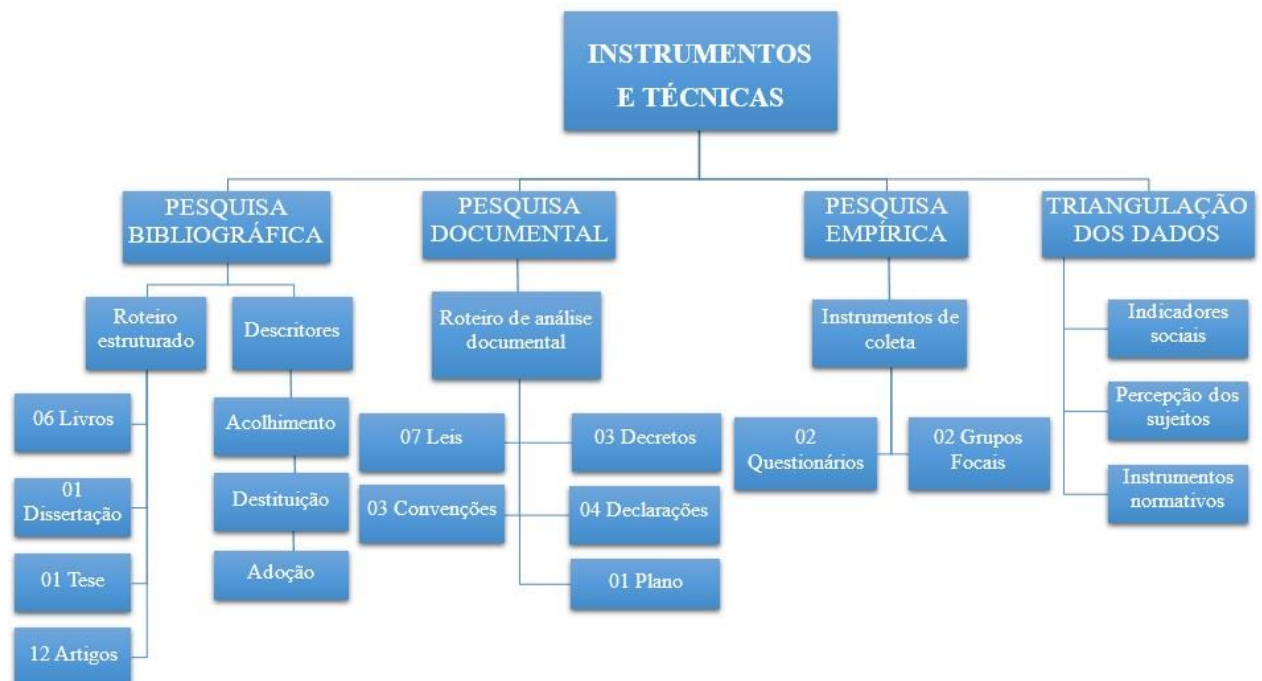 INSTRUMENTOS
E TÉCNICAS
PESQUISA
BIBLIOGRÁFICA
PESQUISA
DOCUMENTAL
PESQUISA
EMPÍRICA
TRIANGULAÇÃO
DOS DADOS
Roteiro
estruturado
Descritores
Roteiro de análise
documental
Instrumentos de
coleta
Indicadores
sociais
06 Livros
Acolhimento
07 Leis
03 Decretos
02
Questionários
02 Grupos
Focais
Percepção dos
sujeitos
01
Dissertação
Destituição
03 Convenções
04 Declarações
Instrumentos
normativos
01 Tese
Adoção
01 Plano
12 Artigos